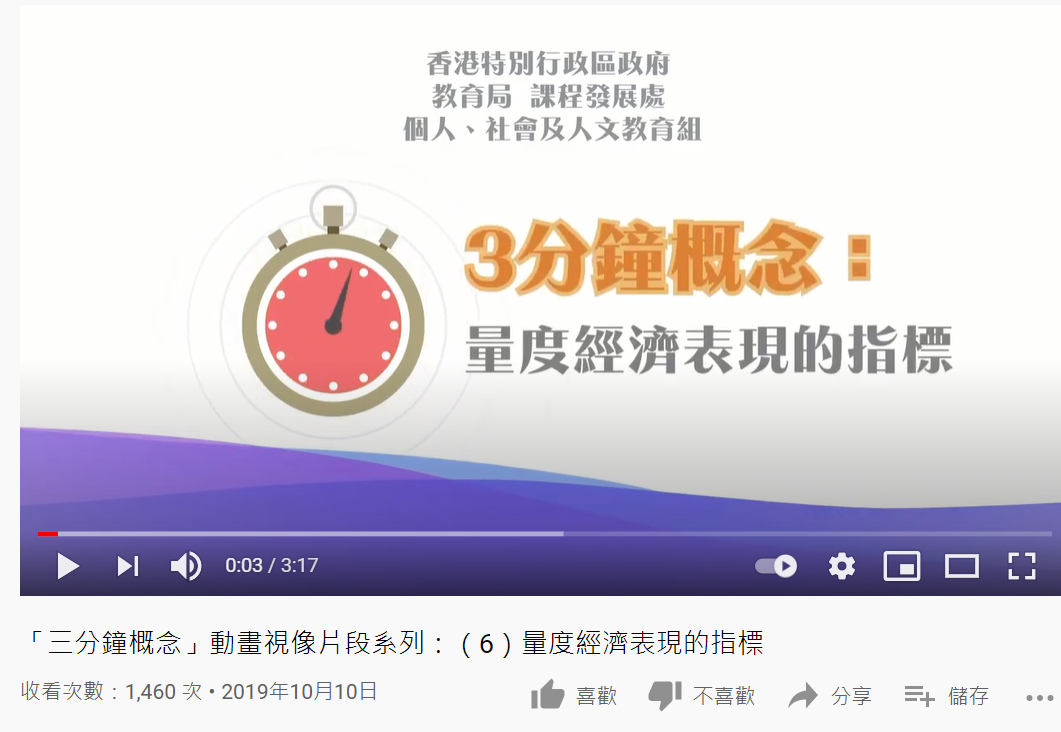 香港特別行政區政府
教育局 課程發展處
個人、社會及人文教育組
3分鐘概念：
量度經濟表現的指標
0:03 / 3:17
「三分鐘概念」動畫視像片段系列：（6）量度經濟表現的指標
收看次數：1,460 次 • 2019年10月10日
喜歡 不喜歡 分享 儲存